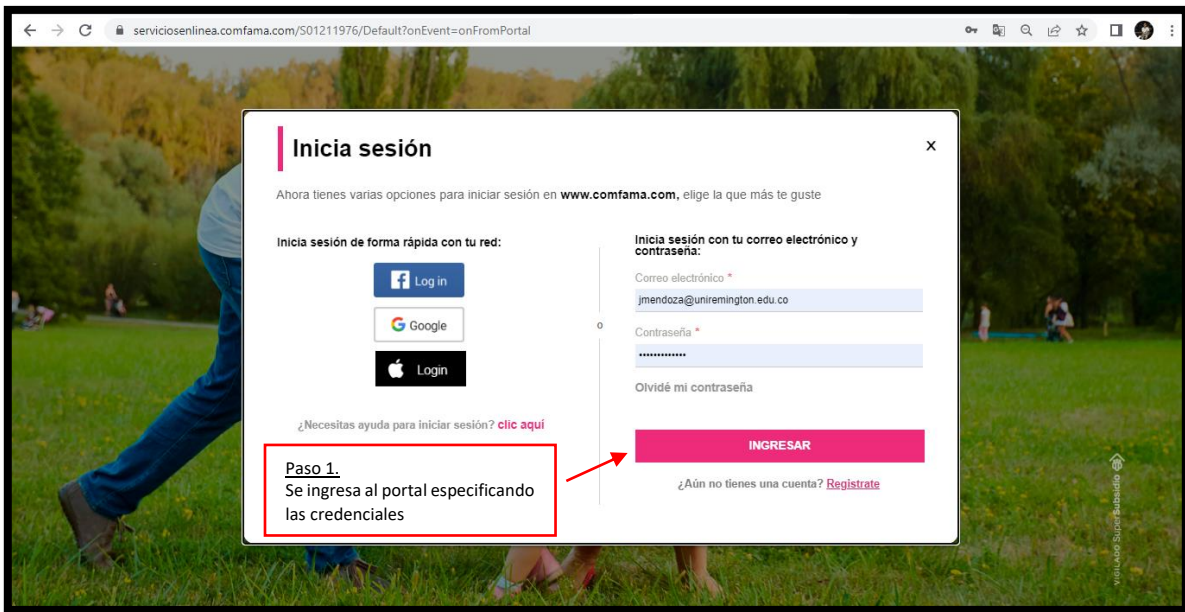 serviciosenlinea.comfama.com/S01211976/Default?onEvent=onFromPortal
Inicia sesión
x
Ahora tienes varias opciones para iniciar sesión en www.comfama.com, elige la que más te guste
Inicia sesión de forma rápida con tu red:
Log in
Google
Login
¿Necesitas ayuda para iniciar sesión? clic aquí
o
Inicia sesión con tu correo electrónico y
contraseña:
Correo electrónico *
jmendoza@uniremington.edu.co
Contraseña *
•••••••••••••
Olvidé mi contraseña
INGRESAR
¿Aún no tienes una cuenta? Registrate
Paso 1.
Se ingresa al portal especificando
las credenciales
VIGILADO SuperSubsidio